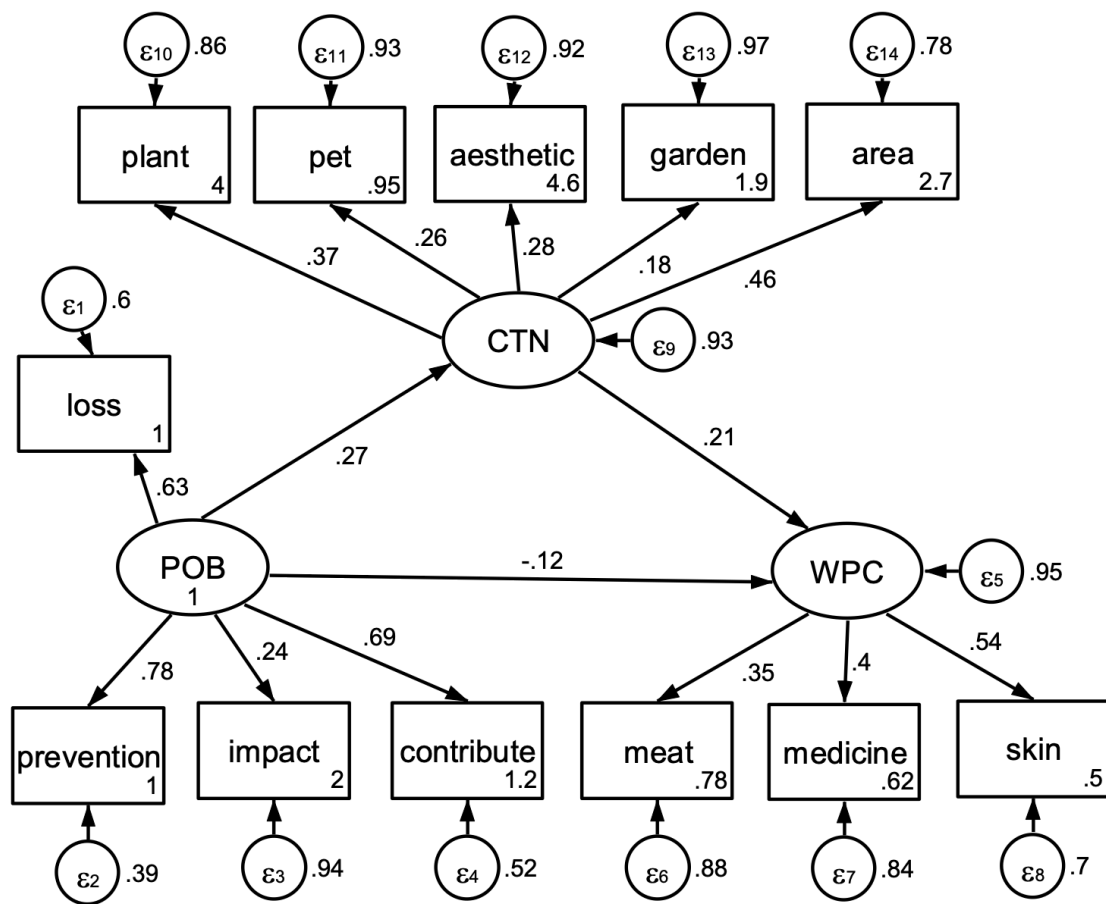 ε10 .86
ε11 .93
ε12 .92
ε13 .97
ε14 .78
plant
4
pet
.95
aesthetic
4.6
garden
1.9
area
2.7
.37
.26
.28
.18
.46
ε1 .6
CTN
ε9 .93
loss
1
.63
.27
.21
POB
1
-.12
WPC
ε5 .95
.78
.24
.69
.35
.4
.54
prevention
1
impact
2
contribute
1.2
meat
.78
medicine
.62
skin
.5
ε2 .39
ε3 .94
ε4 .52
ε6 .88
ε7 .84
ε8 .7